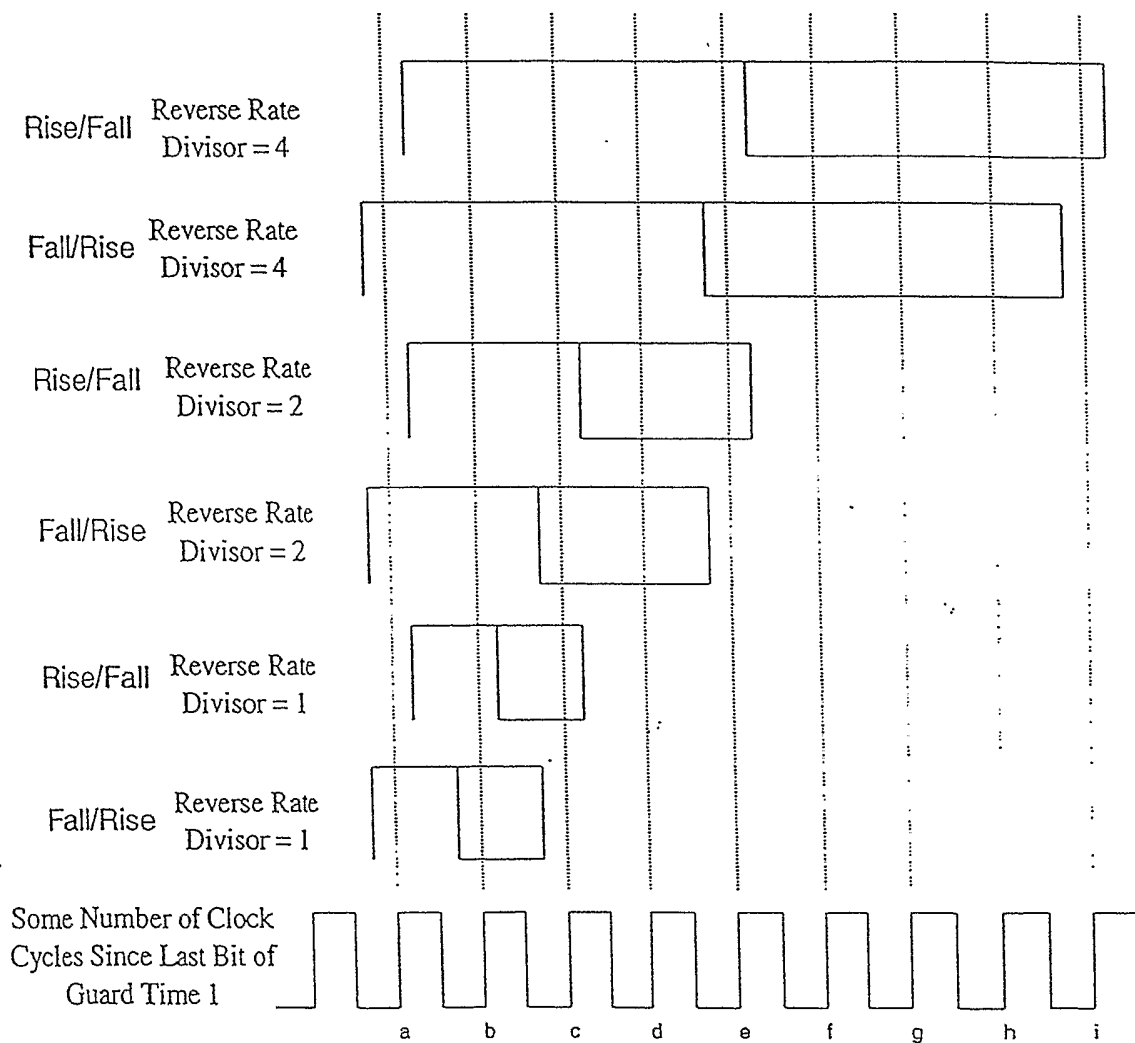 Rise/Fall Reverse Rate
Divisor = 4
Fall/Rise Reverse Rate
Divisor = 4
Rise/Fall Reverse Rate
Divisor = 2
Fall/Rise Reverse Rate
Divisor = 2
Rise/Fall Reverse Rate
Divisor = 1
Fall/Rise Reverse Rate
Divisor = 1
Some Number of Clock
Cycles Since Last Bit of
Guard Time 1
a b c d e f g h i